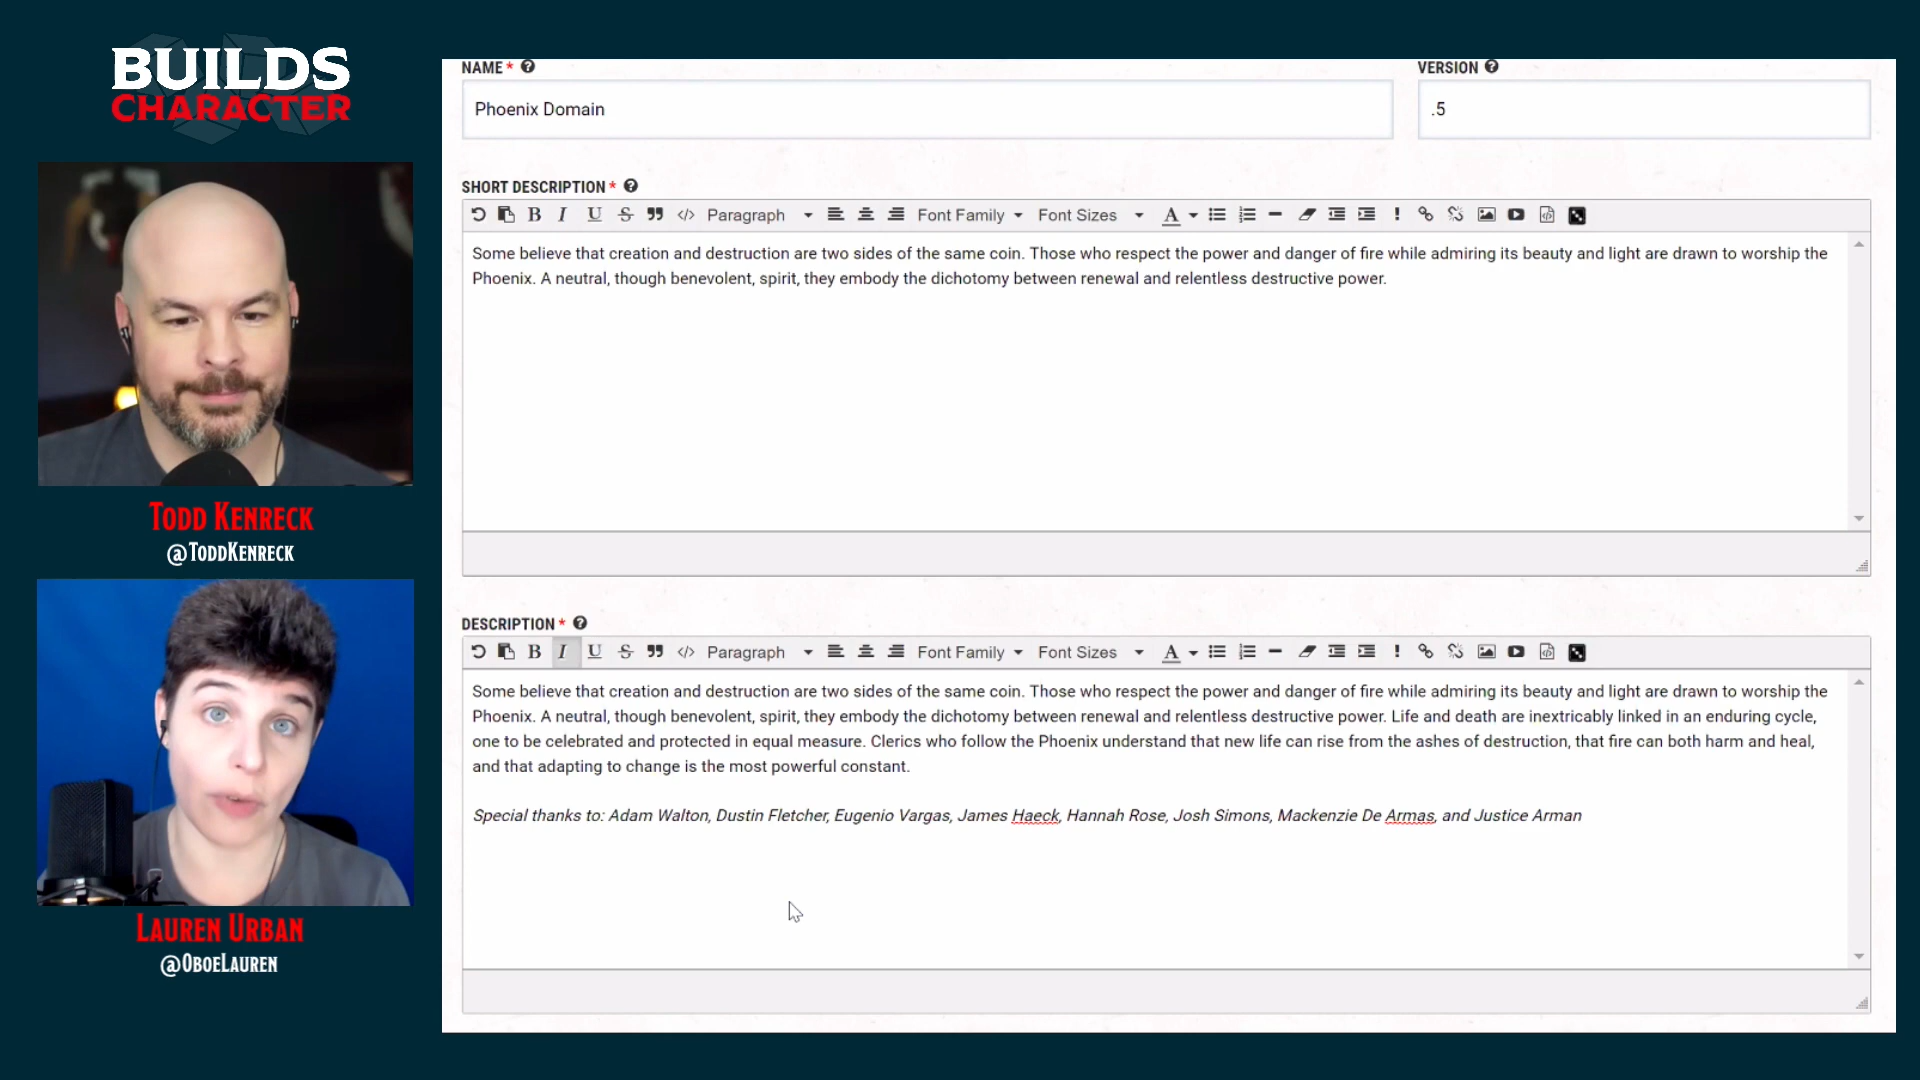 BUILDS
CHARACTER
TODD KENRECK
@TODDKENRECK
LAUREN URBAN
@OBOELAUREN
NAME *
VERSION
Phoenix Domain
.5
SHORT DESCRIPTION *
Paragraph Font Family Font Sizes
Some believe that creation and destruction are two sides of the same coin. Those who respect the power and danger of fire while admiring its beauty and light are drawn to worship the
Phoenix. A neutral, though benevolent, spirit, they embody the dichotomy between renewal and relentless destructive power.
DESCRIPTION *
Paragraph Font Family Font Sizes
Some believe that creation and destruction are two sides of the same coin. Those who respect the power and danger of fire while admiring its beauty and light are drawn to worship the
Phoenix. A neutral, though benevolent, spirit, they embody the dichotomy between renewal and relentless destructive power. Life and death are inextricably linked in an enduring cycle,
one to be celebrated and protected in equal measure. Clerics who follow the Phoenix understand that new life can rise from the ashes of destruction, that fire can both harm and heal,
and that adapting to change is the most powerful constant.
Special thanks to: Adam Walton, Dustin Fletcher, Eugenio Vargas, James Haeck, Hannah Rose, Josh Simons, Mackenzie De Armas, and Justice Arman